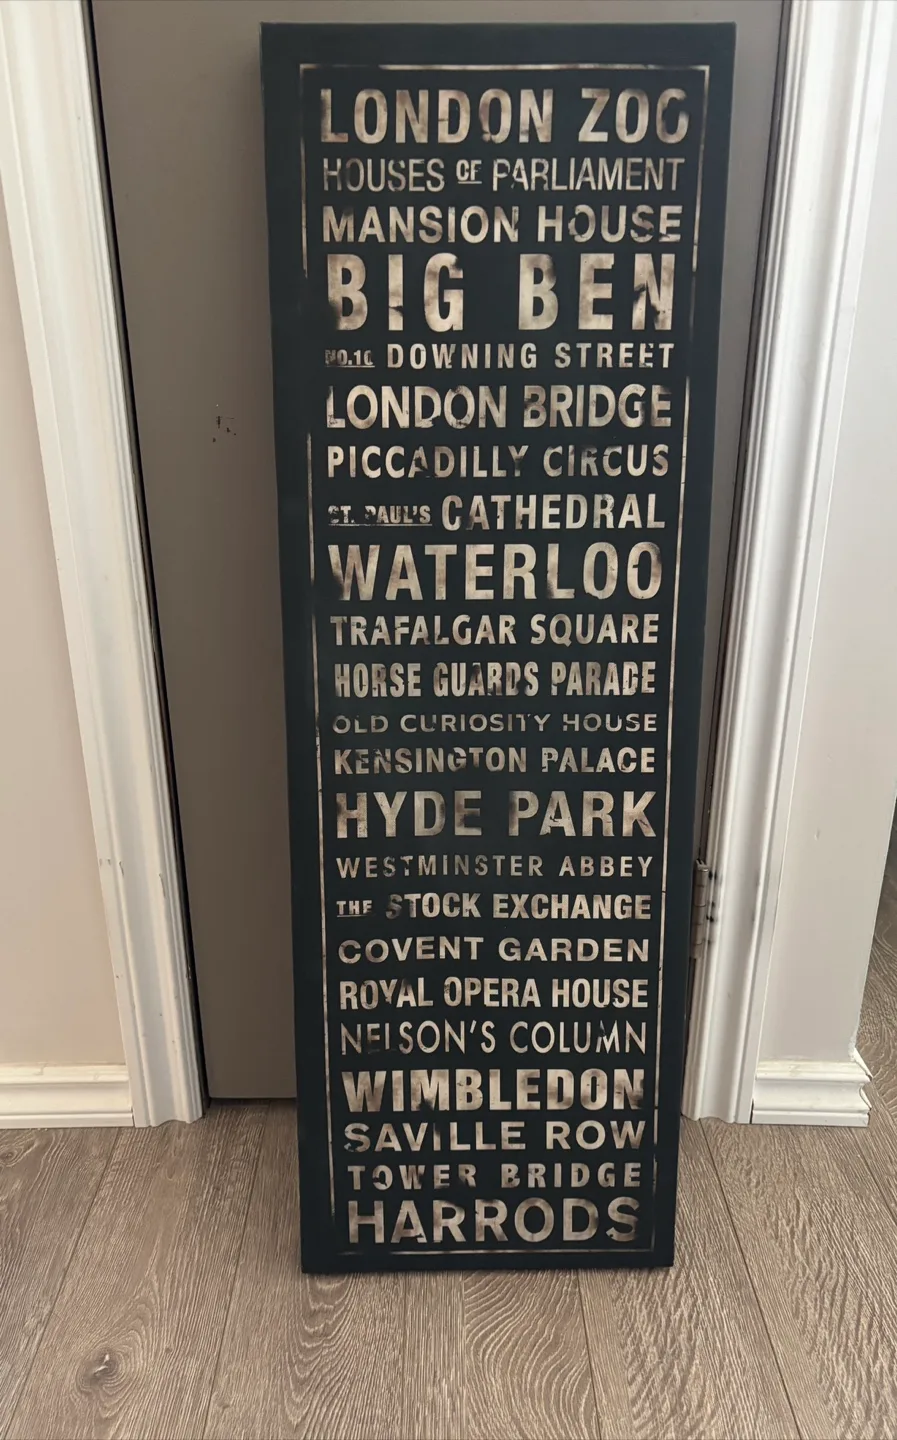 LONDON ZOO
HOUSES OF PARLIAMENT
MANSION HOUSE
BIG BEN
NO.10 DOWNING STREET
LONDON BRIDGE
PICCADILLY CIRCUS
ST. PAUL'S CATHEDRAL
WATERLOO
TRAFALGAR SQUARE
HORSE GUARDS PARADE
OLD CURIOSITY HOUSE
KENSINGTON PALACE
HYDE PARK
WESTMINSTER ABBEY
THE STOCK EXCHANGE
COVENT GARDEN
ROYAL OPERA HOUSE
NELSON'S COLUMN
WIMBLEDON
SAVILLE ROW
TOWER BRIDGE
HARRODS